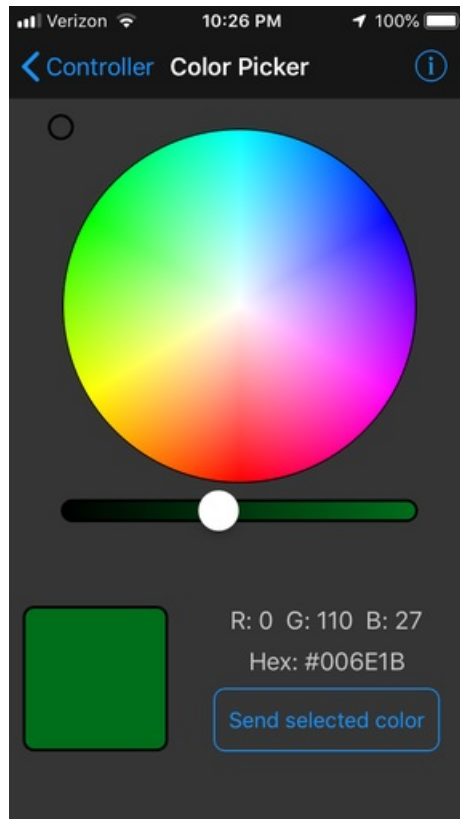 Verizon 10:26 PM 100%
Controller Color Picker i
R: 0 G: 110 B: 27
Hex: #006E1B
Send selected color